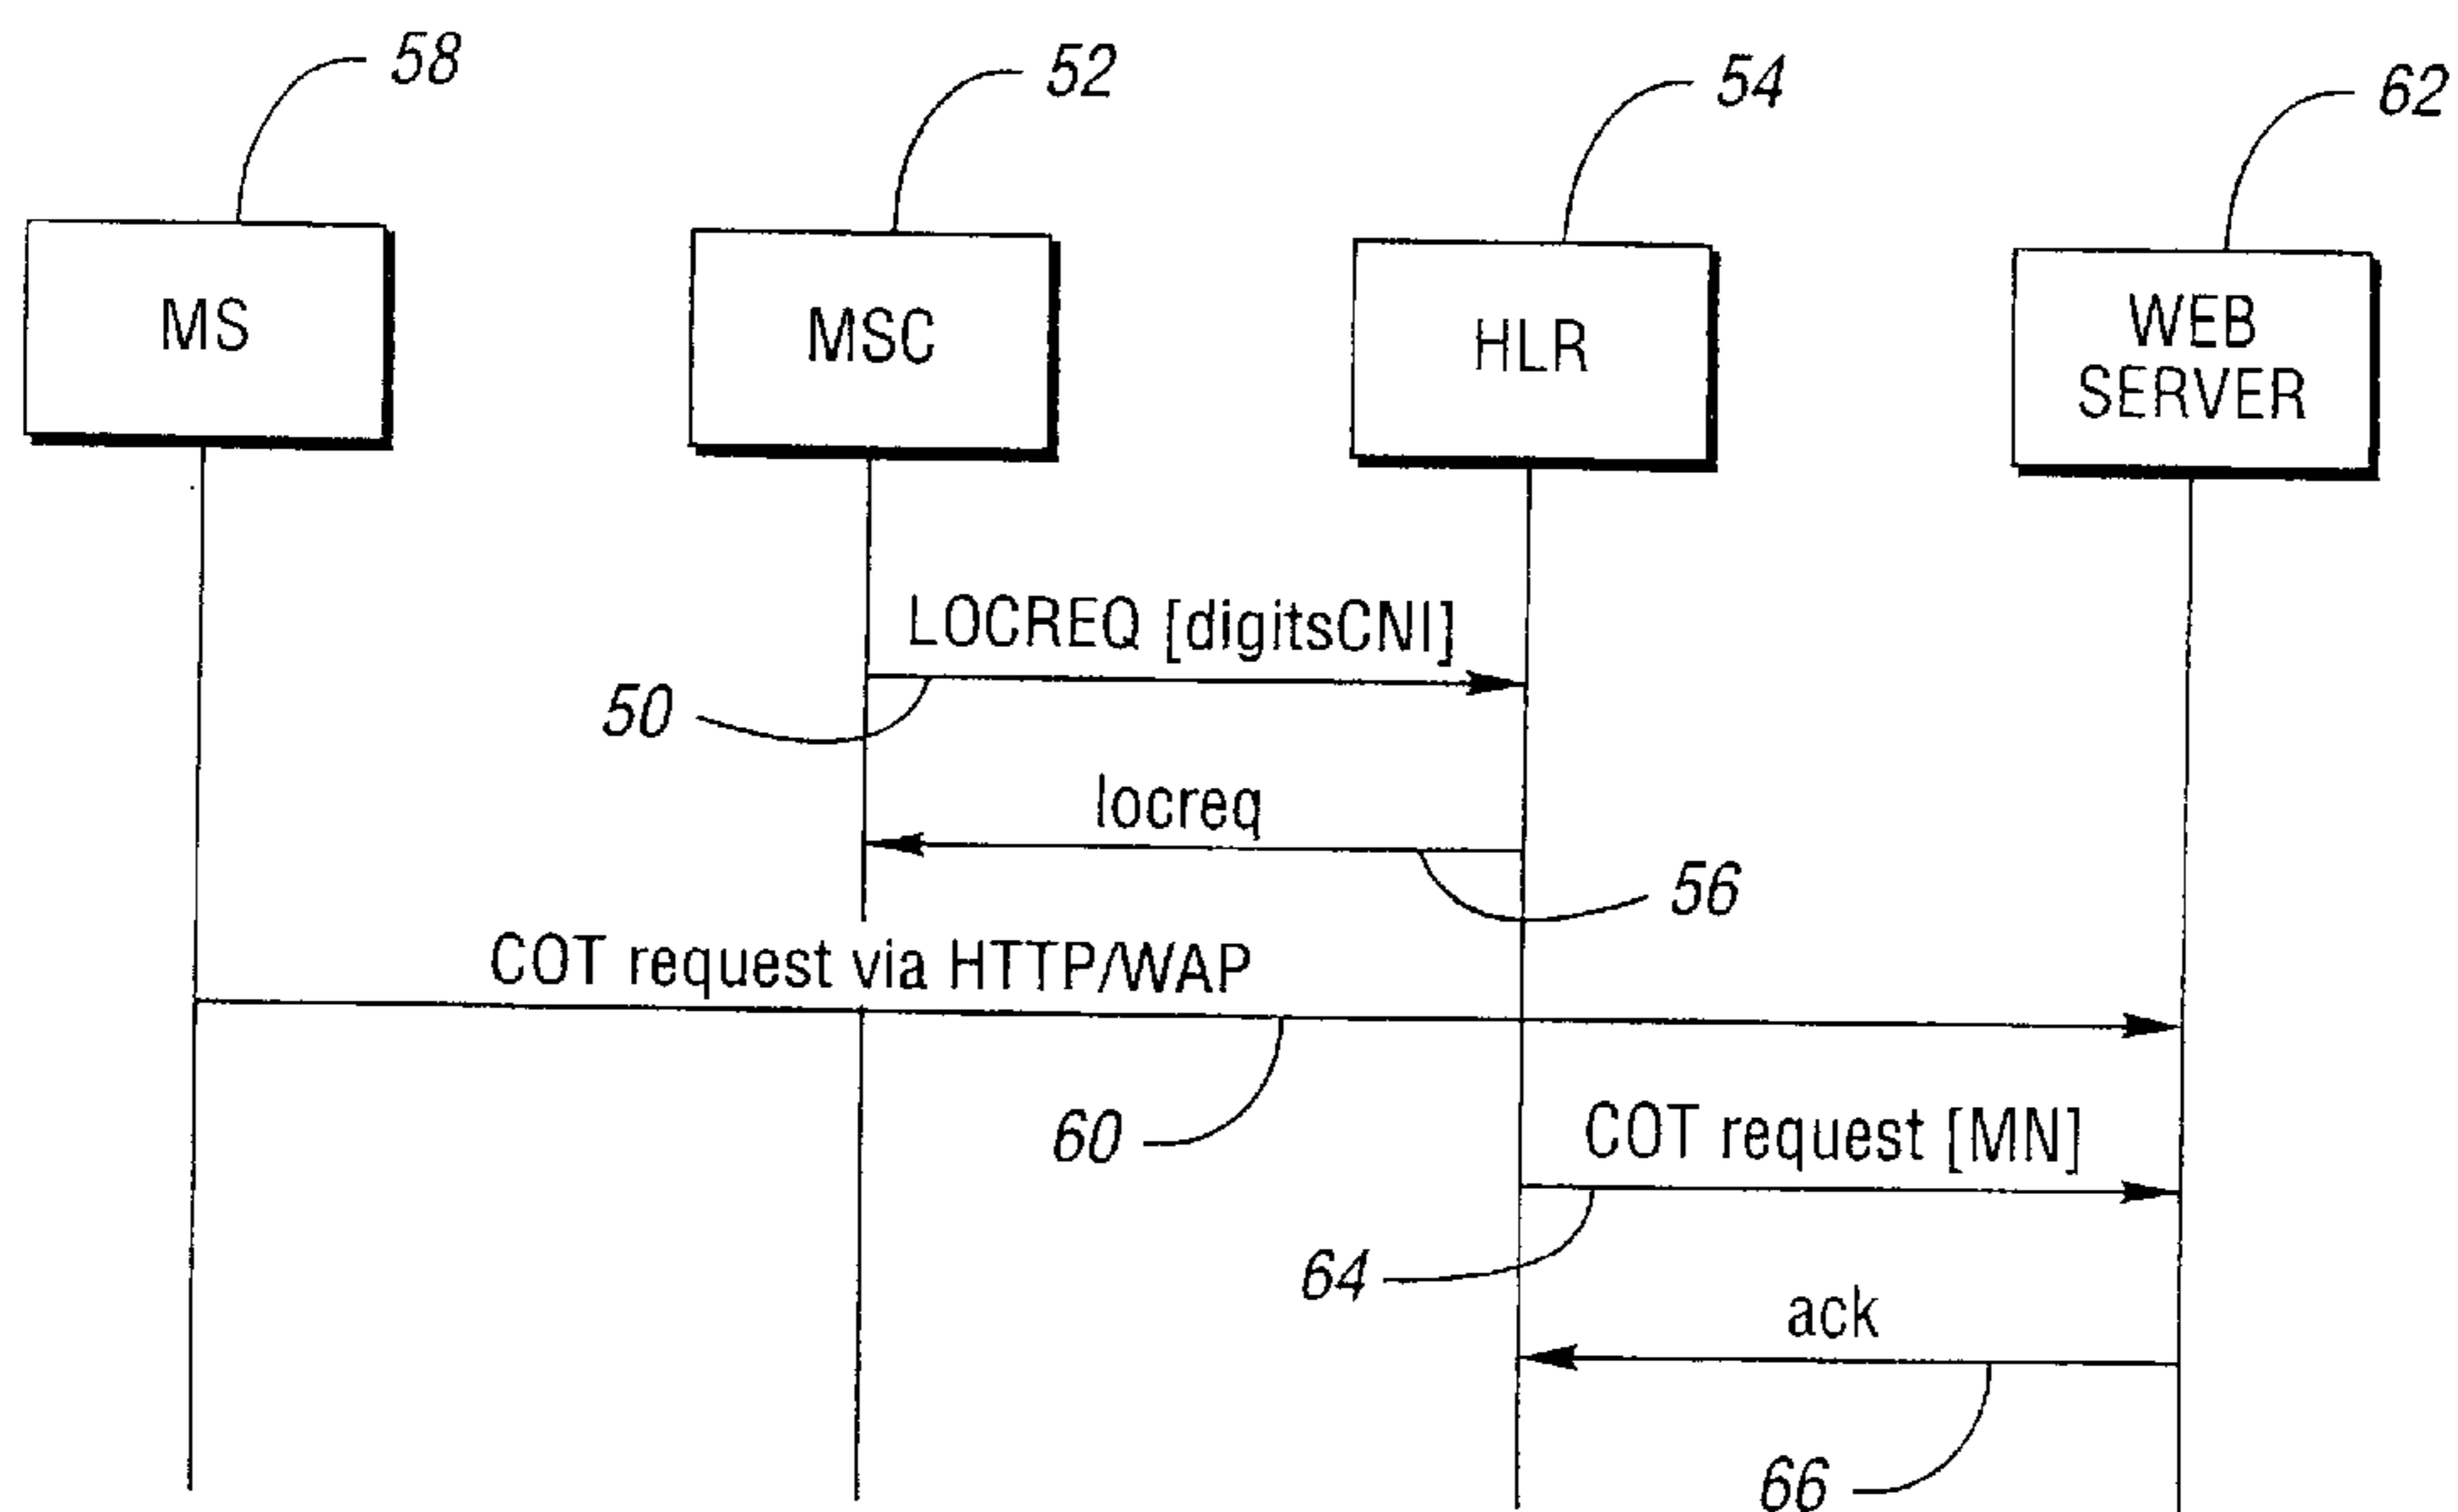 58
52
54
62
MS
MSC
HLR
WEB
SERVER
LOCREQ [digitsCNI]
50
locreq
56
COT request via HTTP/WAP
60
COT request [MN]
64
ack
66